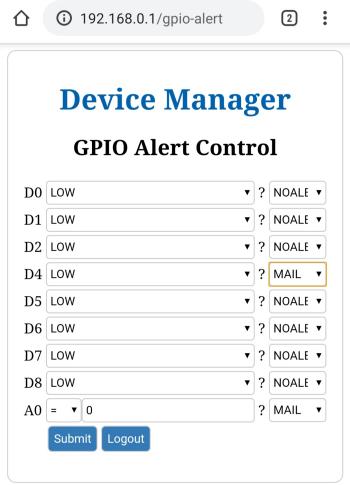 192.168.0.1/gpio-alert 2
Device Manager
GPIO Alert Control
D0 LOW ? NOALE
D1 LOW ? NOALE
D2 LOW ? NOALE
D4 LOW ? MAIL
D5 LOW ? NOALE
D6 LOW ? NOALE
D7 LOW ? NOALE
D8 LOW ? NOALE
A0 = 0 ? MAIL
Submit Logout